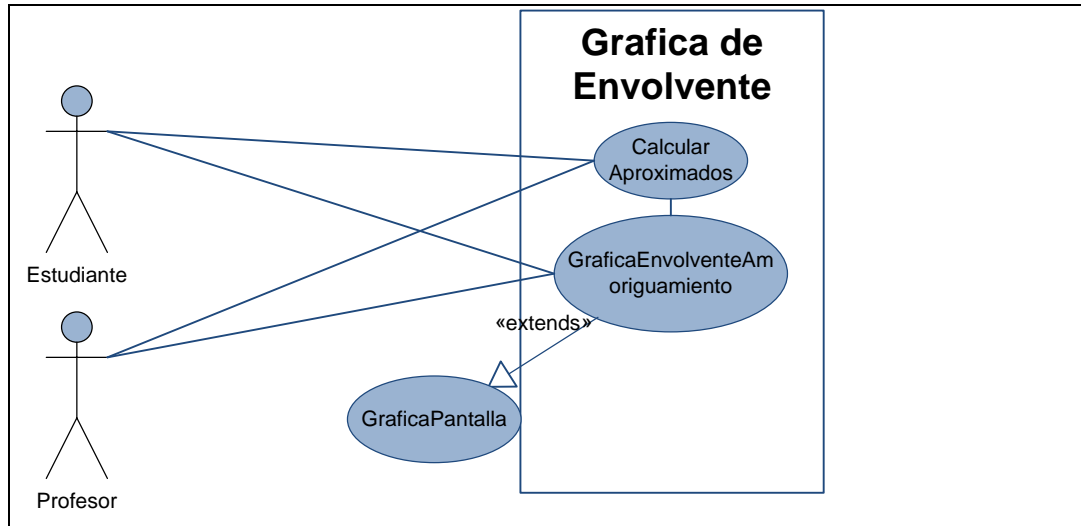 Grafica de
Envolvente
Calcular
Aproximados
Estudiante
GraficaEnvolventeAm
origuamiento
«extends»
GraficaPantalla
Profesor